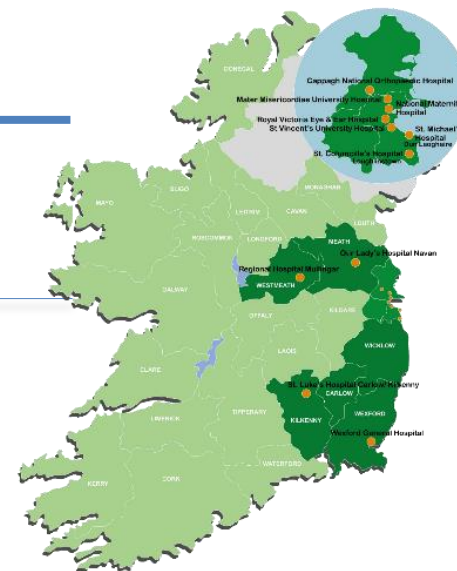 DONEGAL
Cappagh National Orthopaedic Hospital
Mater Misericordiae University Hospital
National Maternity
Hospital
Royal Victoria Eye & Ear Hospital
St Vincent's University Hospital
St. Michael's
Hospital
Dun Laoghaire
St. Columcille's Hospital
Loughlinstown
MONAGHAN
SLIGO
MAYO
LEITRIM
CAVAN
LOUTH
ROSCOMMON
LONGFORD
MEATH
Our Lady's Hospital Navan
Regional Hospital Mullingar
WESTMEATH
GALWAY
OFFALY
KILDARE
WICKLOW
LAOIS
CLARE
St. Luke's Hospital Carlow Kilkenny
CARLOW
TIPPERARY
LIMERICK
KILKENNY
WEXFORD
Wexford General Hospital
WATERFORD
KERRY
CORK